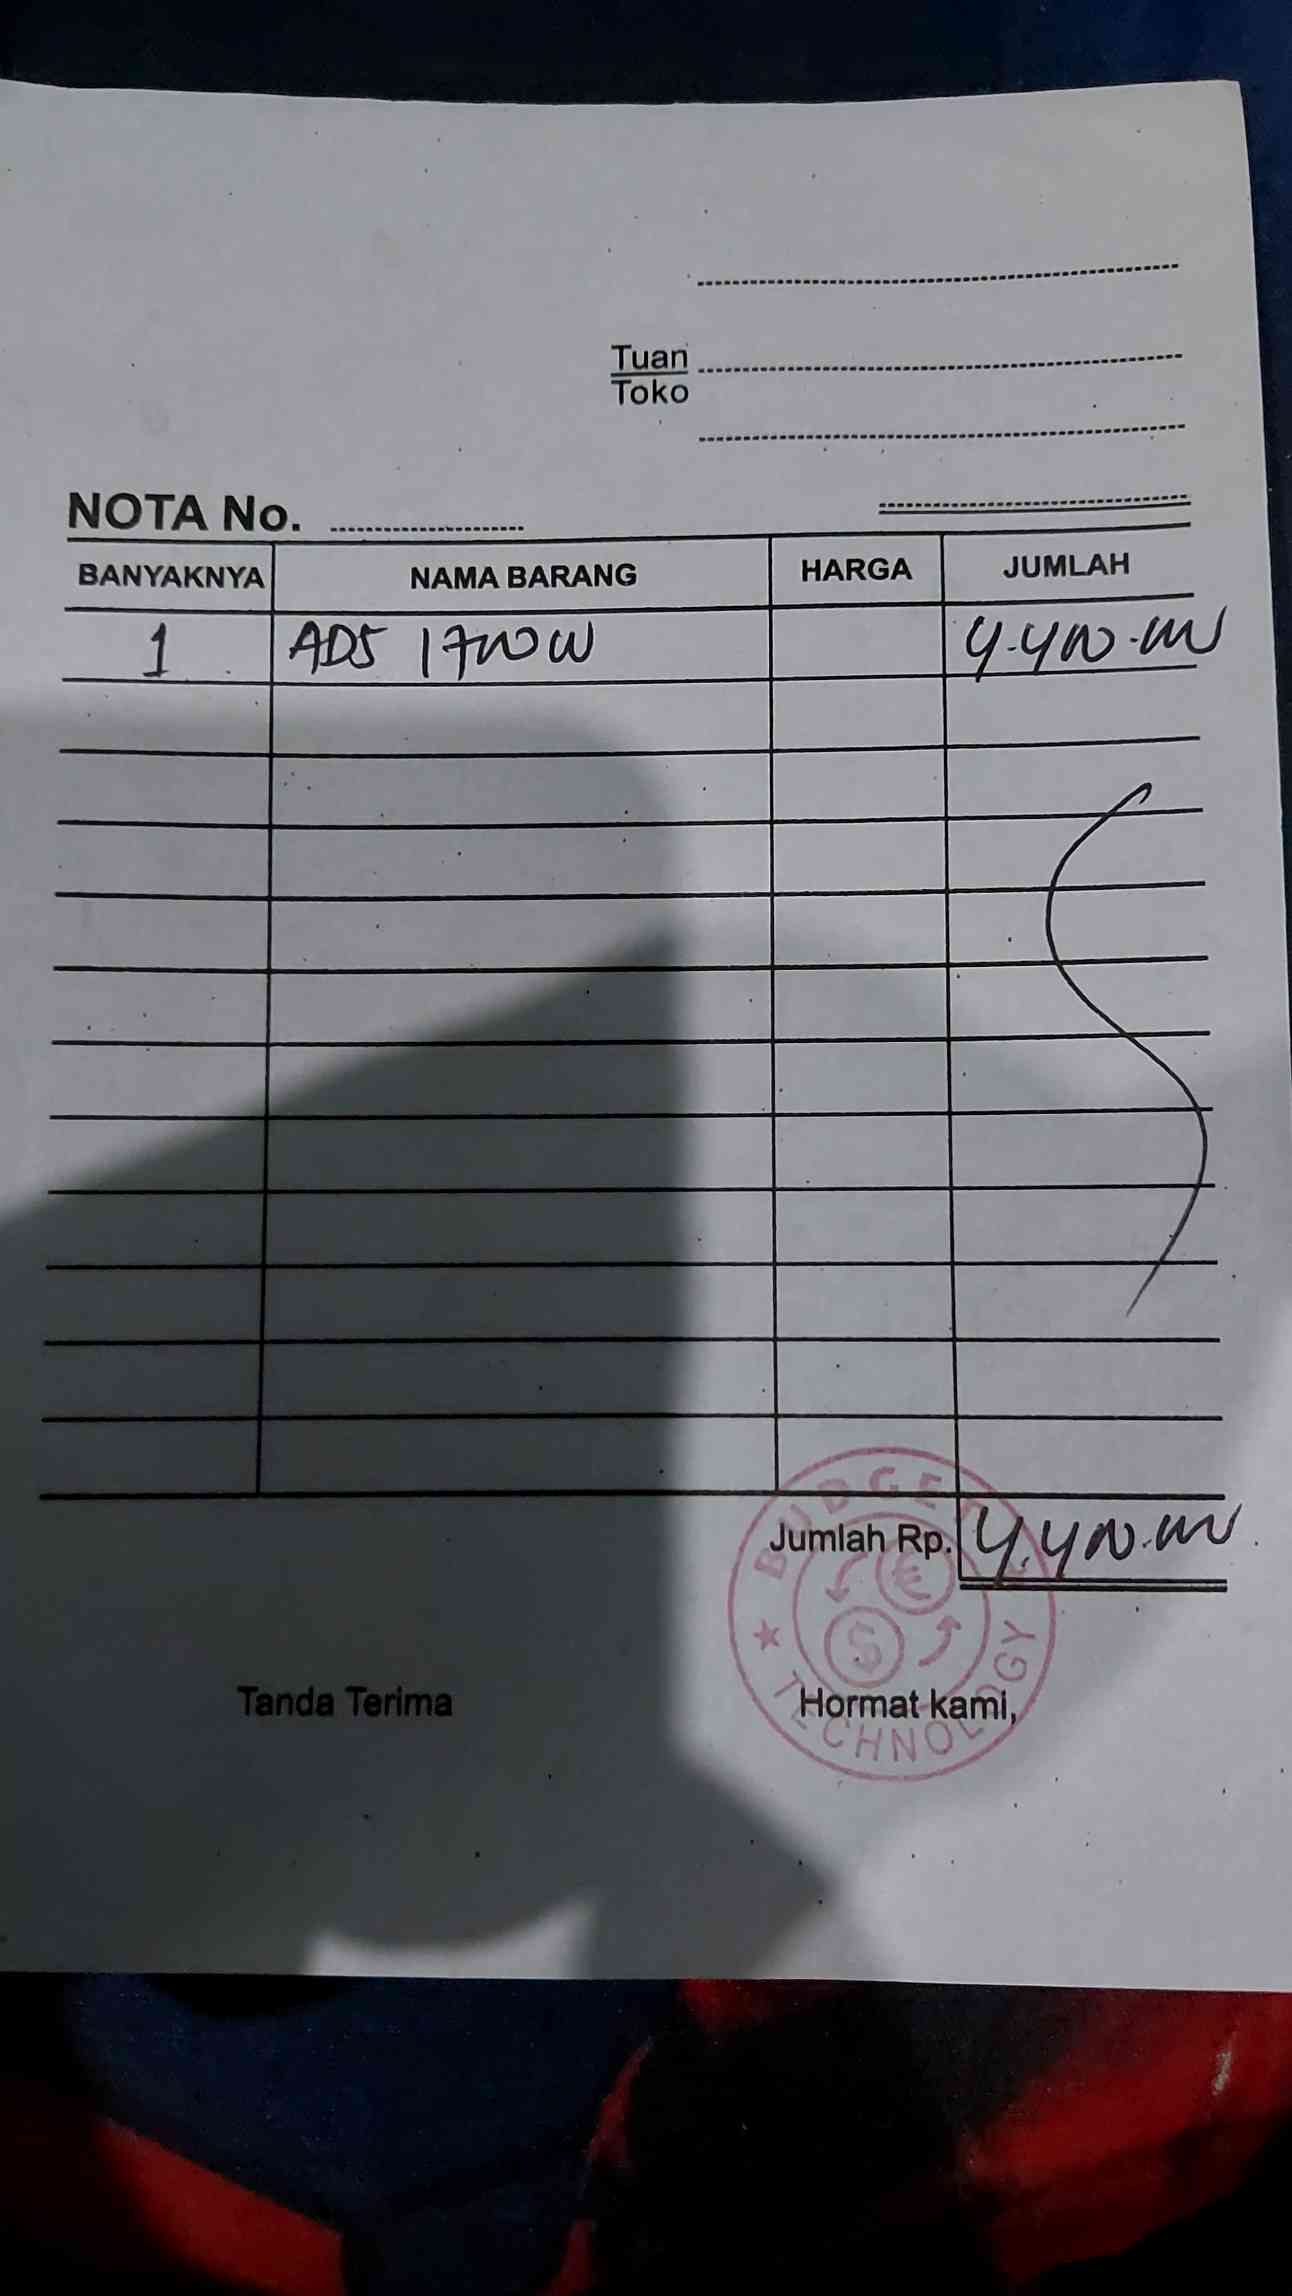 Tuan
Toko
NOTA No.
BANYAKNYA NAMA BARANG HARGA JUMLAH
1 ADS 1700W 4.400.000
Jumlah Rp. 4.400.000
Tanda Terima Hormat kami,
TECHNOLOGY